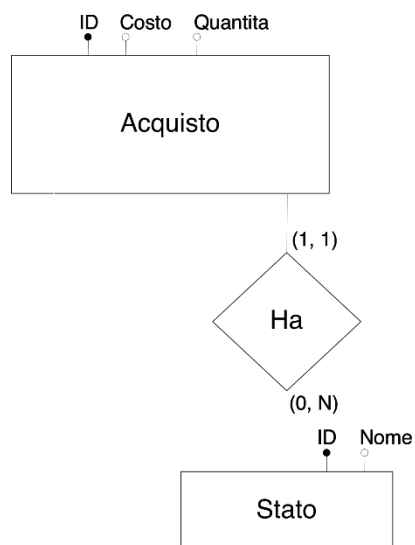 ID Costo Quantita
Acquisto
(1, 1)
Ha
(0, N)
ID Nome
Stato